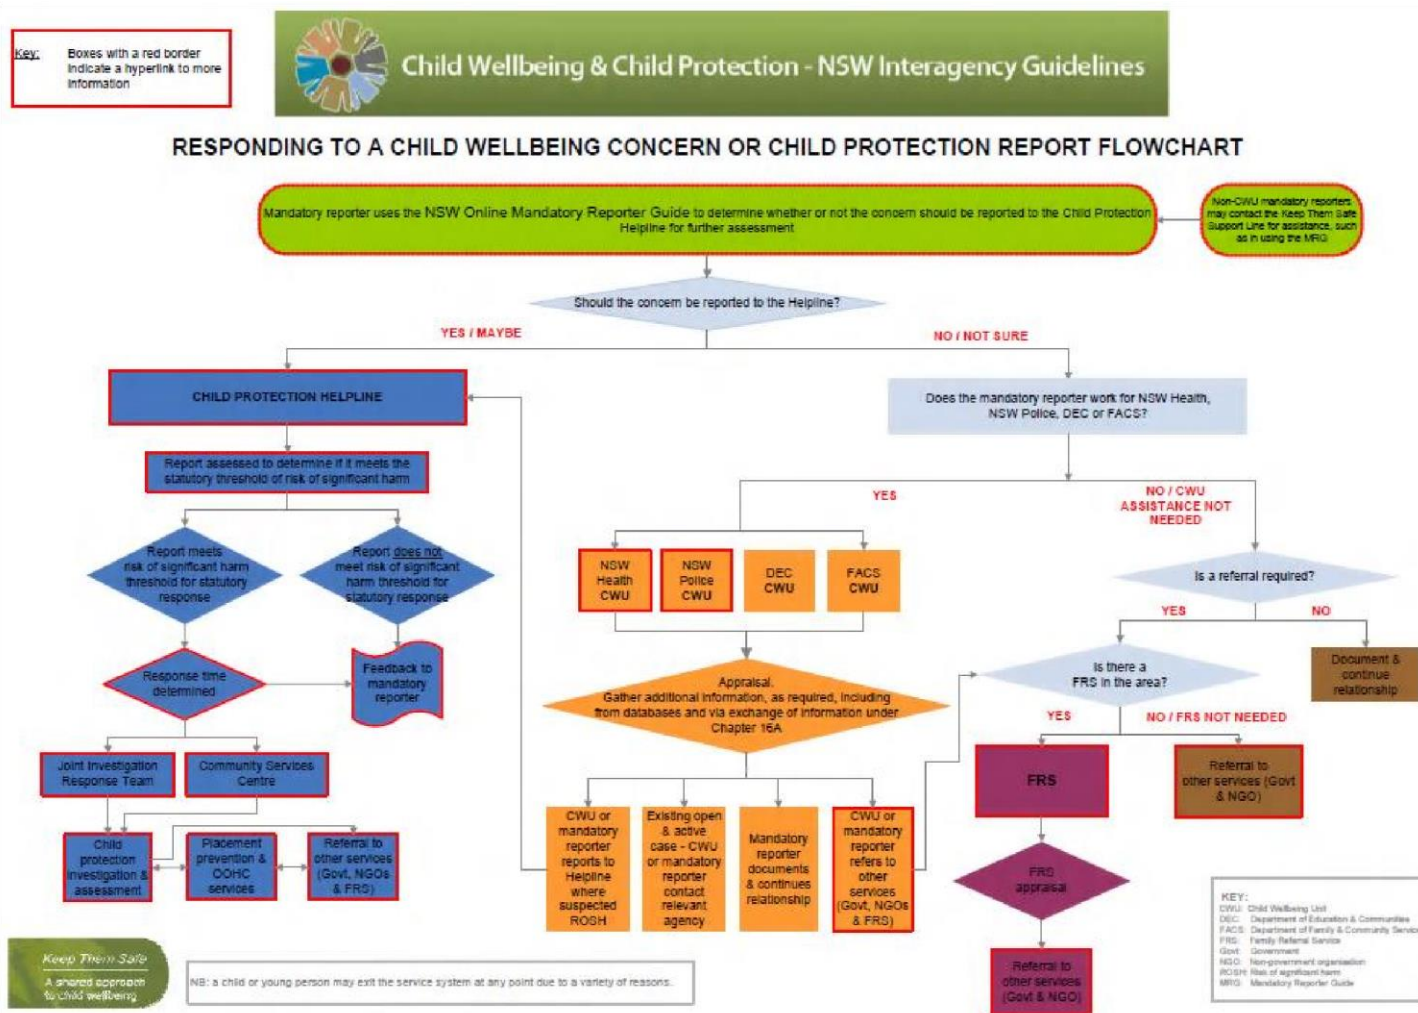 Key: Boxes with a red border
indicate a hyperlink to more
information
Child Wellbeing & Child Protection - NSW Interagency Guidelines
RESPONDING TO A CHILD WELLBEING CONCERN OR CHILD PROTECTION REPORT FLOWCHART
Mandatory reporter uses the NSW Online Mandatory Reporter Guide to determine whether or not the concern should be reported to the Child Protection
Helpline for further assessment
Non-CWU mandatory reporters
may contact the Keep Them Safe
Support Line for assistance, such
as in using the MRG
Should the concern be reported to the Helpline?
YES / MAYBE
NO / NOT SURE
CHILD PROTECTION HELPLINE
Does the mandatory reporter work for NSW Health,
NSW Police, DEC or FACS?
Report assessed to determine if it meets the
statutory threshold of risk of significant harm
YES
NO / CWU
ASSISTANCE NOT
NEEDED
Report meets
risk of significant harm
threshold for statutory
response
Report does not
meet risk of significant
harm threshold for
statutory response
NSW
Health
CWU
NSW
Police
CWU
DEC
CWU
FACS
CWU
Is a referral required?
YES
NO
Response time
determined
Feedback to
mandatory
reporter
Appraisal.
Gather additional information, as required, including
from databases and via exchange of information under
Chapter 16A
Is there a
FRS in the area?
Document &
continue
relationship
YES
NO / FRS NOT NEEDED
Joint Investigation
Response Team
Community Services
Centre
FRS
Referral to
other services (Govt
& NGO)
Child
protection
investigation &
assessment
Placement
prevention &
OOHC
services
Referral to
other services
(Govt, NGOs
& FRS)
CWU or
mandatory
reporter
reports to
Helpline
where
suspected
ROSH
Existing open
& active
case - CWU
or mandatory
reporter
contact
relevant
agency
Mandatory
reporter
documents
& continues
relationship
CWU or
mandatory
reporter
refers to
other
services
(Govt, NGOs
& FRS)
FRS
appraisal
Referral to
other services
(Govt & NGO)
KEY:
CWU: Child Wellbeing Unit
DEC: Department of Education & Communities
FACS: Department of Family & Community Service
FRS: Family Referral Service
Govt: Government
NGO: Non-government organisation
ROSH: Risk of significant harm
MRG: Mandatory Reporter Guide
Keep Them Safe
A shared approach
to child wellbeing
NB: a child or young person may exit the service system at any point due to a variety of reasons.